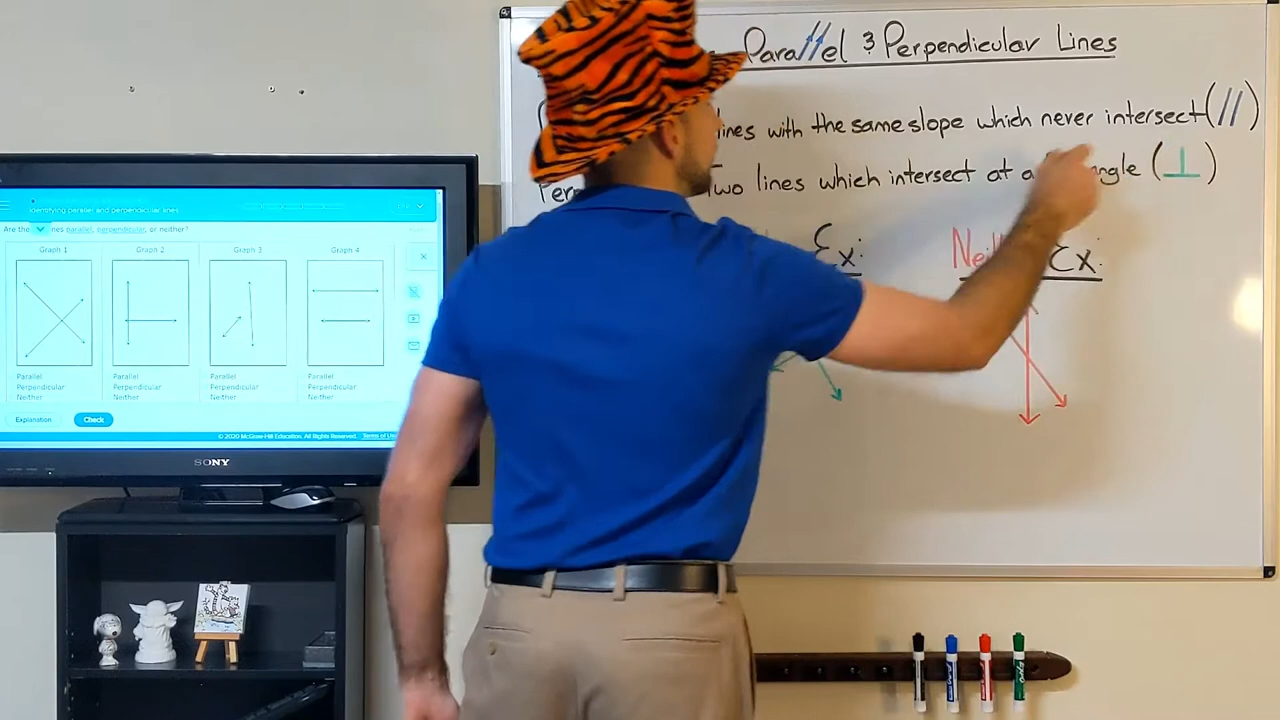 Parallel & Perpendicular Lines
lines with the same slope which never intersect (//)
Two lines which intersect at a angle (⊥)
Ex:
Ex:
Identifying parallel and perpendicular lines
Are the nes parallel, perpendicular, or neither?
Graph 1 Graph 2 Graph 3 Graph 4
Parallel Parallel Parallel Parallel
Perpendicular Perpendicular Perpendicular Perpendicular
Neither Neither Neither Neither
Explanation Check
© 2020 McGraw-Hill Education. All Rights Reserved. Terms of
SONY